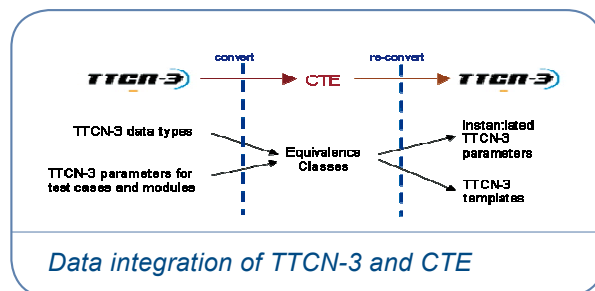 convert
re-convert
TTCN-3
CTE
TTCN-3
TTCN-3 data types
TTCN-3 parameters for
test cases and modules
Equivalence
Classes
Instantiated
TTCN-3
parameters
TTCN-3
templates
Data integration of TTCN-3 and CTE